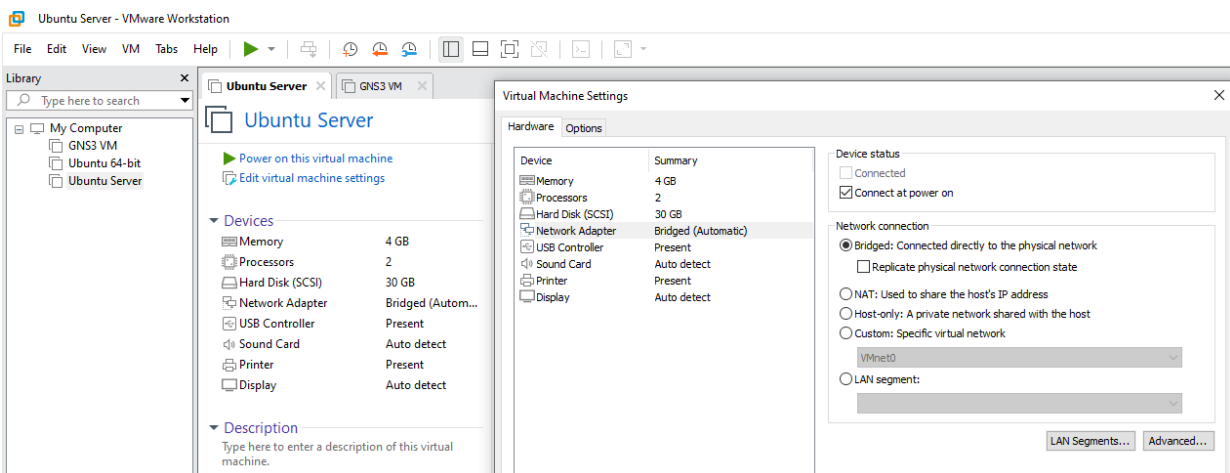 Ubuntu Server - VMware Workstation
File Edit View VM Tabs Help
Library
Type here to search
My Computer
GNS3 VM
Ubuntu 64-bit
Ubuntu Server
Ubuntu Server GNS3 VM
Ubuntu Server
Power on this virtual machine
Edit virtual machine settings
Devices
Memory 4 GB
Processors 2
Hard Disk (SCSI) 30 GB
Network Adapter Bridged (Autom...
USB Controller Present
Sound Card Auto detect
Printer Present
Display Auto detect
Description
Type here to enter a description of this virtual
machine.
Virtual Machine Settings
Hardware Options
Device Summary
Memory 4 GB
Processors 2
Hard Disk (SCSI) 30 GB
Network Adapter Bridged (Automatic)
USB Controller Present
Sound Card Auto detect
Printer Present
Display Auto detect
Device status
Connected
Connect at power on
Network connection
Bridged: Connected directly to the physical network
Replicate physical network connection state
NAT: Used to share the host's IP address
Host-only: A private network shared with the host
Custom: Specific virtual network
VMnet0
LAN segment:
LAN Segments... Advanced...